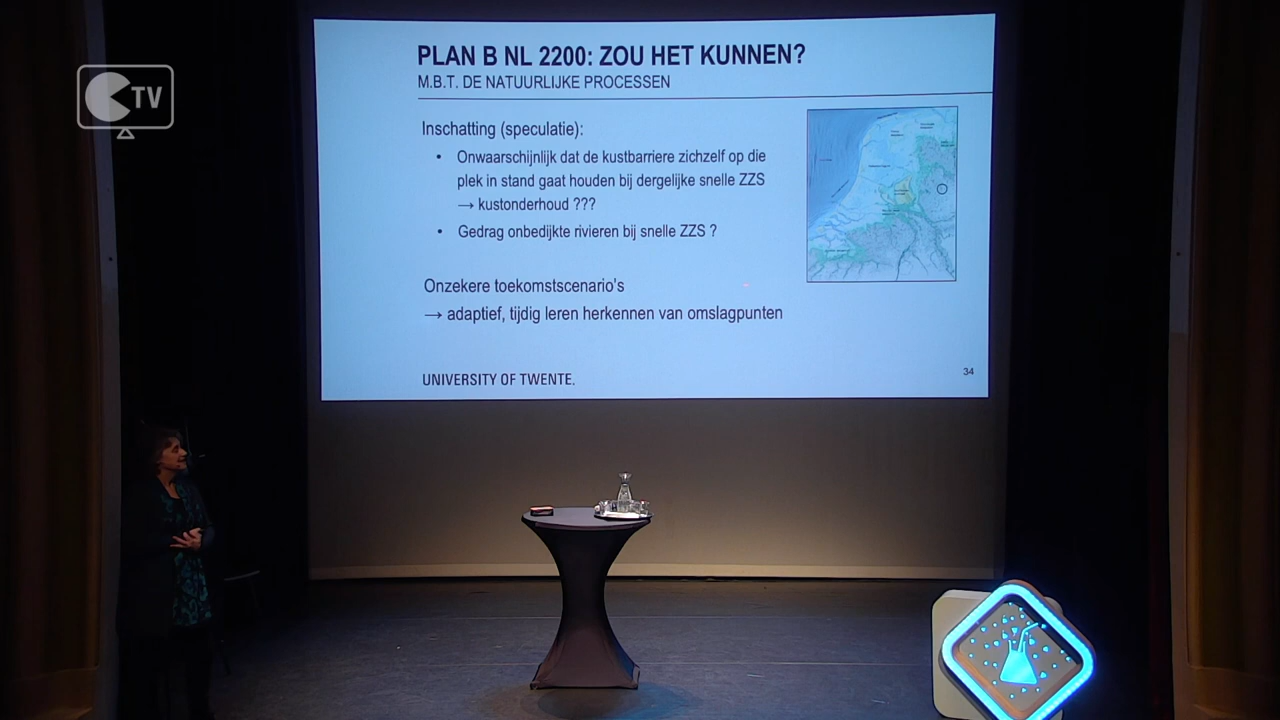 TV
PLAN B NL 2200: ZOU HET KUNNEN?
M.B.T. DE NATUURLIJKE PROCESSEN
Inschatting (speculatie):
• Onwaarschijnlijk dat de kustbarriere zichzelf op die
plek in stand gaat houden bij dergelijke snelle ZZS
→ kustonderhoud ???
• Gedrag onbedijkte rivieren bij snelle ZZS ?
Onzekere toekomstscenario's
→ adaptief, tijdig leren herkennen van omslagpunten
UNIVERSITY OF TWENTE.
34